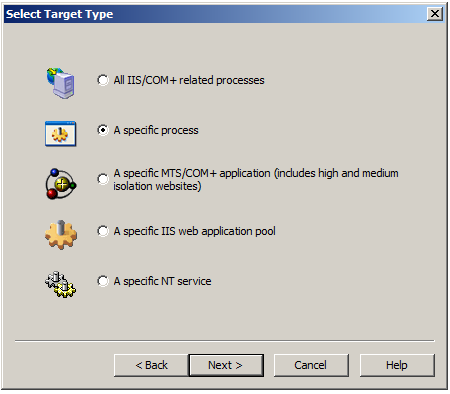 Select Target Type
All IIS/COM+ related processes
A specific process
A specific MTS/COM+ application (includes high and medium
isolation websites)
A specific IIS web application pool
A specific NT service
< Back
Next >
Cancel
Help